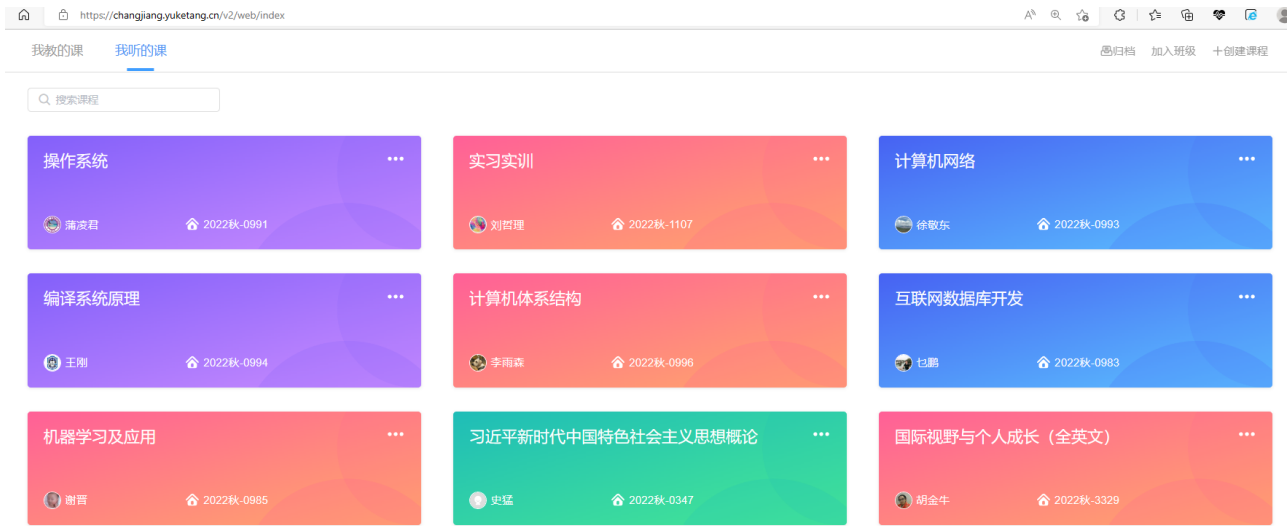 https://changjiang.yuketang.cn/v2/web/index
我教的课 我听的课 归档 加入班级 +创建课程
搜索课程
操作系统 实习实训 计算机网络
蒲凌君 2022秋-0991 刘哲理 2022秋-1107 徐敬东 2022秋-0993
编译系统原理 计算机体系结构 互联网数据库开发
王刚 2022秋-0994 李雨森 2022秋-0996 乜鹏 2022秋-0983
机器学习及应用 习近平新时代中国特色社会主义思想概论 国际视野与个人成长（全英文）
谢晋 2022秋-0985 史猛 2022秋-0347 胡金牛 2022秋-3329